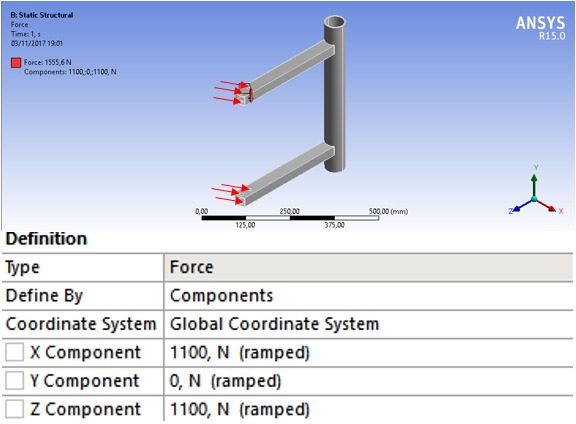 B: Static Structural
Force
Time: 1, s
03/11/2017 19:01
Force: 1555,6 N
Components: 1100,;0,;1100, N
ANSYS
R15.0
0,00 250,00 500,00 (mm)
125,00 375,00
Y
Z X
Definition
Type Force
Define By Components
Coordinate System Global Coordinate System
X Component 1100, N (ramped)
Y Component 0, N (ramped)
Z Component 1100, N (ramped)